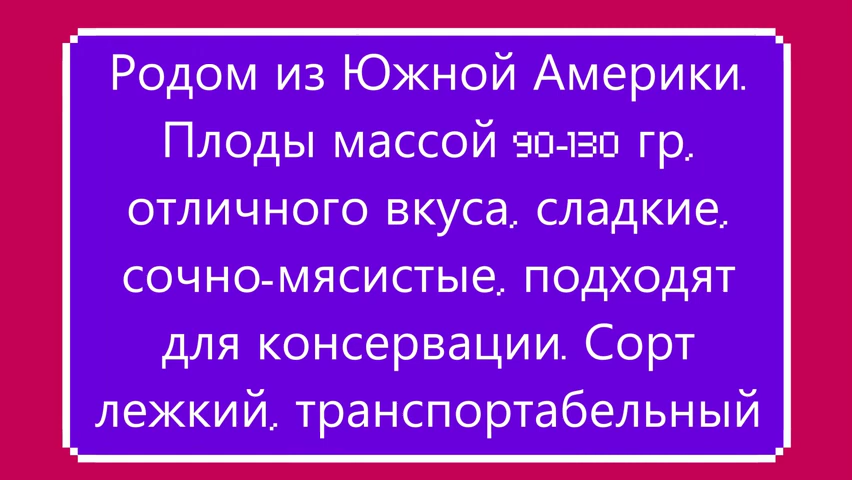 Родом из Южной Америки.
Плоды массой 90-130 гр,
отличного вкуса, сладкие,
сочно-мясистые, подходят
для консервации. Сорт
лежкий, транспортабельный